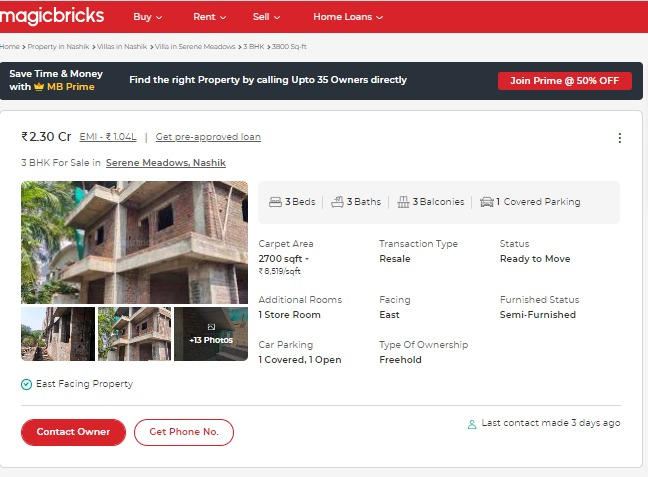 magicbricks
Buy Rent Sell Home Loans
Home > Property in Nashik > Villas in Nashik > Villa in Serene Meadows > 3 BHK > 3800 Sq-ft
Save Time & Money
with MB Prime
Find the right Property by calling Upto 35 Owners directly
Join Prime @ 50% OFF
₹2.30 Cr EMI - ₹ 1.04L | Get pre-approved loan
3 BHK For Sale in Serene Meadows, Nashik
magicbricks
3 Beds 3 Baths 3 Balconies 1 Covered Parking
Carpet Area Transaction Type Status
2700 sqft - Resale Ready to Move
₹ 8,519/sqft
Additional Rooms Facing Furnished Status
1 Store Room East Semi-Furnished
+13 Photos
Car Parking Type Of Ownership
1 Covered, 1 Open Freehold
East Facing Property
Contact Owner Get Phone No. Last contact made 3 days ago